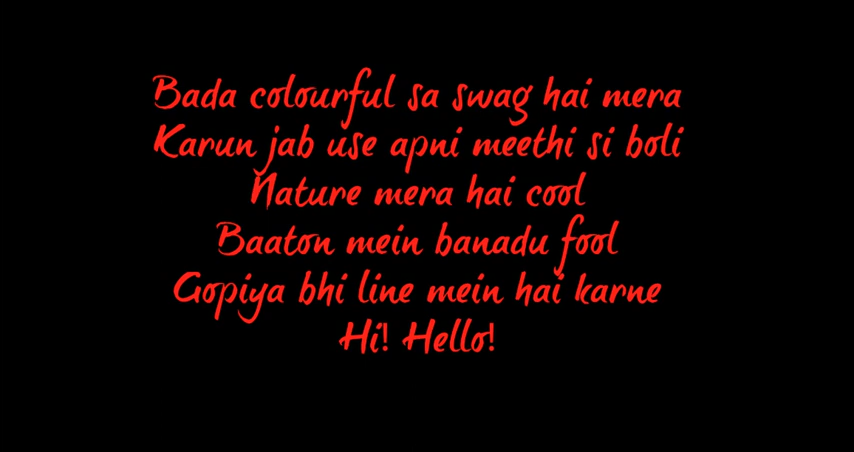 Bada colourful sa swag hai mera
Karun jab use apni meethi si boli
Nature mera hai cool
Baaton mein banadu fool
Gopiya bhi line mein hai karne
Hi! Hello!